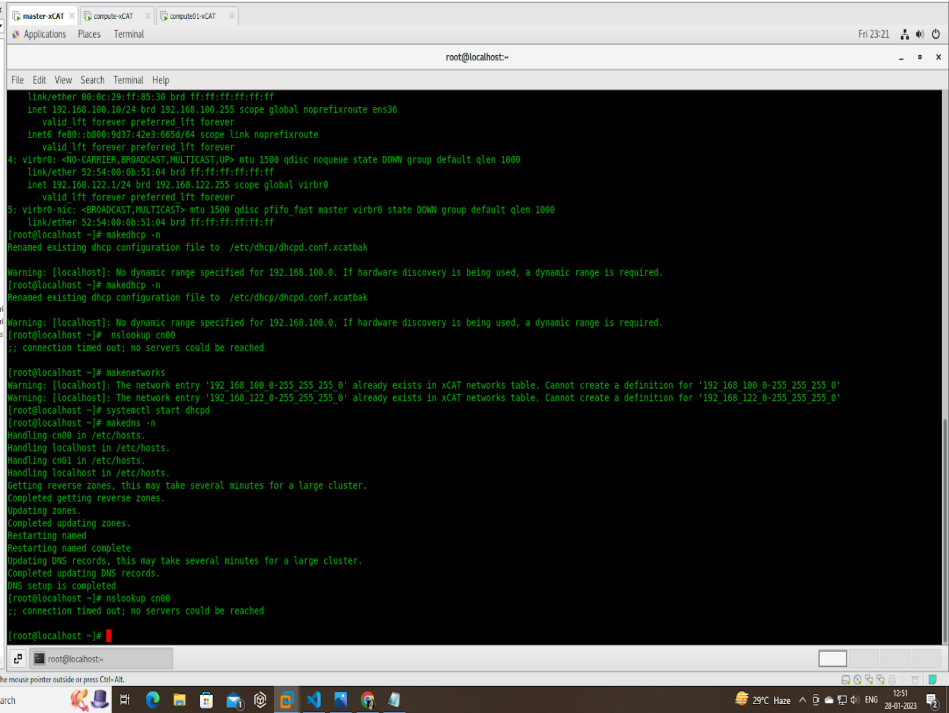 master-xCAT × compute-xCAT × compute01-xCAT ×
Applications Places Terminal Fri 23:21
root@localhost:~
File Edit View Search Terminal Help
link/ether 00:0c:29:ff:85:30 brd ff:ff:ff:ff:ff:ff
inet 192.168.100.10/24 brd 192.168.100.255 scope global noprefixroute ens36
valid_lft forever preferred_lft forever
inet6 fe80::b800:9d37:42e3:665d/64 scope link noprefixroute
valid_lft forever preferred_lft forever
4: virbr0: <NO-CARRIER,BROADCAST,MULTICAST,UP> mtu 1500 qdisc noqueue state DOWN group default qlen 1000
link/ether 52:54:00:0b:51:04 brd ff:ff:ff:ff:ff:ff
inet 192.168.122.1/24 brd 192.168.122.255 scope global virbr0
valid_lft forever preferred_lft forever
5: virbr0-nic: <BROADCAST,MULTICAST> mtu 1500 qdisc pfifo_fast master virbr0 state DOWN group default qlen 1000
link/ether 52:54:00:0b:51:04 brd ff:ff:ff:ff:ff:ff
[root@localhost ~]# makedhcp -n
Renamed existing dhcp configuration file to /etc/dhcp/dhcpd.conf.xcatbak
Warning: [localhost]: No dynamic range specified for 192.168.100.0. If hardware discovery is being used, a dynamic range is required.
[root@localhost ~]# makedhcp -n
Renamed existing dhcp configuration file to /etc/dhcp/dhcpd.conf.xcatbak
Warning: [localhost]: No dynamic range specified for 192.168.100.0. If hardware discovery is being used, a dynamic range is required.
[root@localhost ~]# nslookup cn00
;; connection timed out; no servers could be reached
[root@localhost ~]# makenetworks
Warning: [localhost]: The network entry '192_168_100_0-255_255_255_0' already exists in xCAT networks table. Cannot create a definition for '192_168_100_0-255_255_255_0'
Warning: [localhost]: The network entry '192_168_122_0-255_255_255_0' already exists in xCAT networks table. Cannot create a definition for '192_168_122_0-255_255_255_0'
[root@localhost ~]# systemctl start dhcpd
[root@localhost ~]# makedns -n
Handling cn00 in /etc/hosts.
Handling localhost in /etc/hosts.
Handling cn01 in /etc/hosts.
Handling localhost in /etc/hosts.
Getting reverse zones, this may take several minutes for a large cluster.
Completed getting reverse zones.
Updating zones.
Completed updating zones.
Restarting named
Restarting named complete
Updating DNS records, this may take several minutes for a large cluster.
Completed updating DNS records.
DNS setup is completed
[root@localhost ~]# nslookup cn00
;; connection timed out; no servers could be reached
[root@localhost ~]#
root@localhost:~
he mouse pointer outside or press Ctrl+Alt.
arch 29°C Haze ENG 12:51
28-01-2023